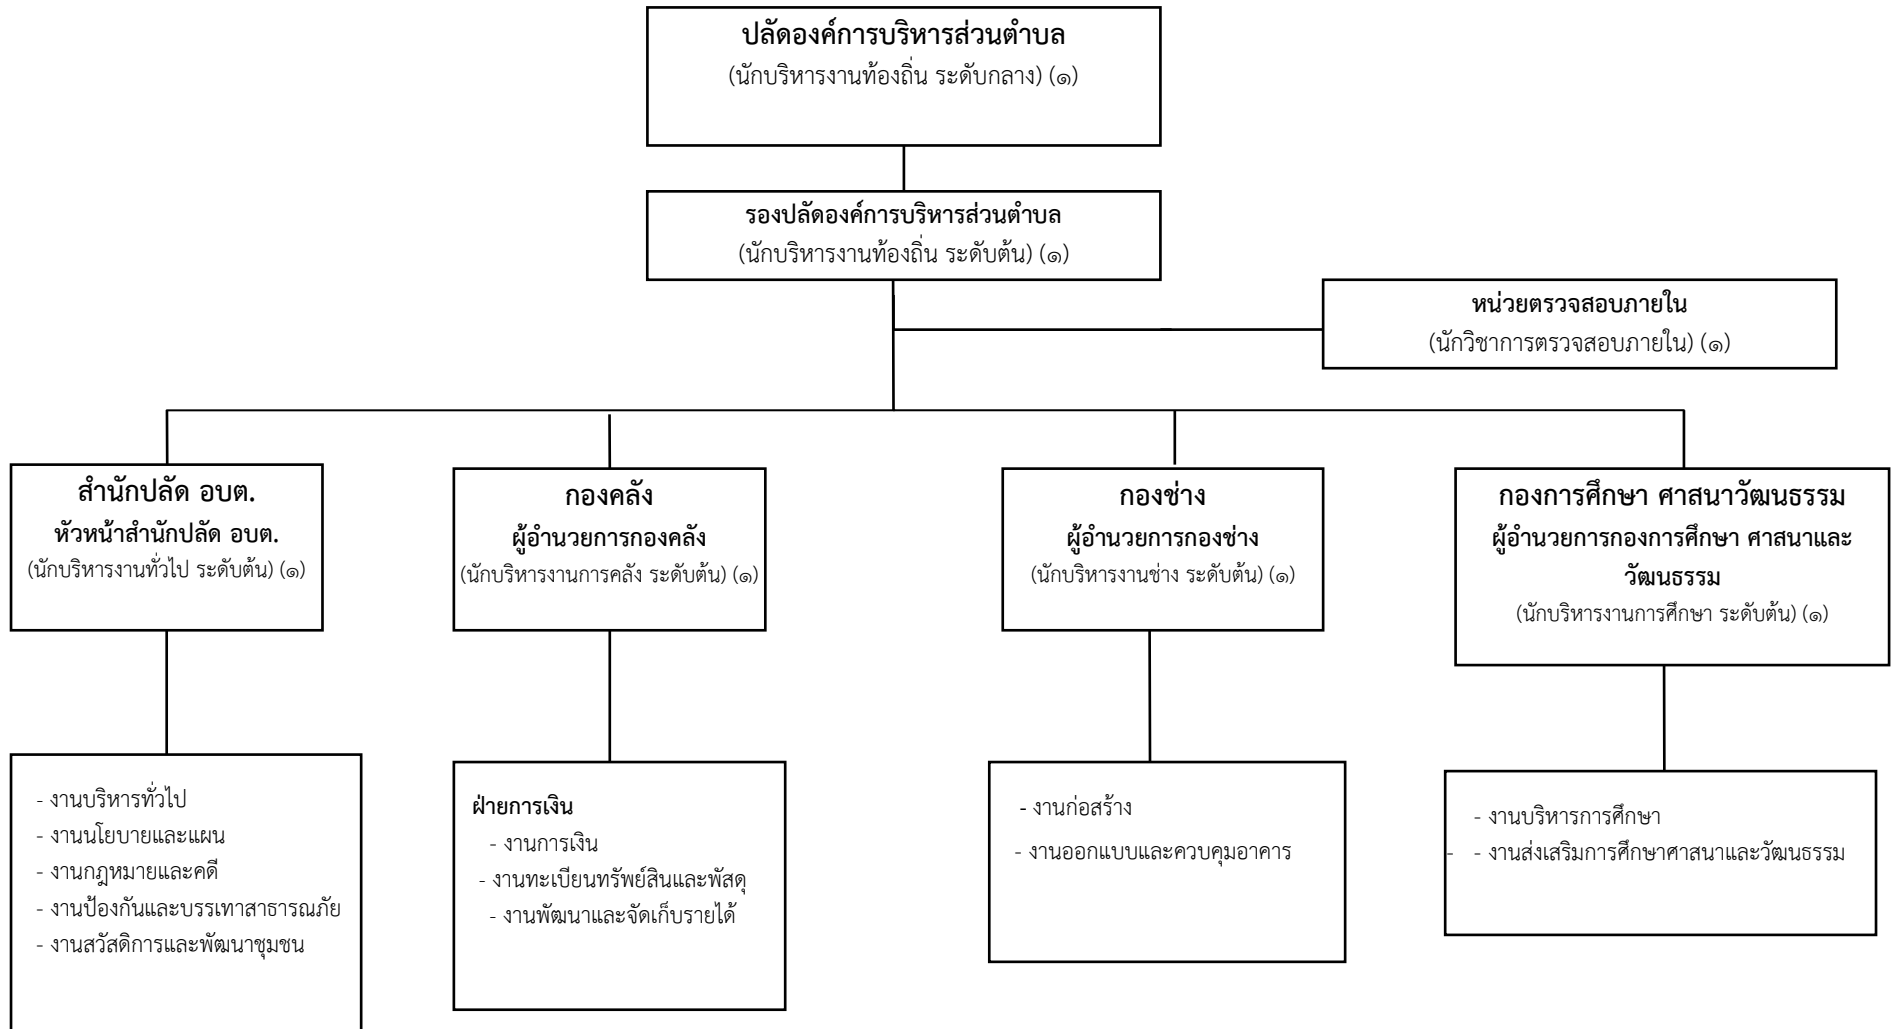 ปลัดองค์การบริหารส่วนตำบล
(นักบริหารงานท้องถิ่น ระดับกลาง) (๑)
รองปลัดองค์การบริหารส่วนตำบล
(นักบริหารงานท้องถิ่น ระดับต้น) (๑)
หน่วยตรวจสอบภายใน
(นักวิชาการตรวจสอบภายใน) (๑)
สำนักปลัด อบต.
หัวหน้าสำนักปลัด อบต.
(นักบริหารงานทั่วไป ระดับต้น) (๑)
กองคลัง
ผู้อำนวยการกองคลัง
(นักบริหารงานการคลัง ระดับต้น) (๑)
กองช่าง
ผู้อำนวยการกองช่าง
(นักบริหารงานช่าง ระดับต้น) (๑)
กองการศึกษา ศาสนาวัฒนธรรม
ผู้อำนวยการกองการศึกษา ศาสนาและ
วัฒนธรรม
(นักบริหารงานการศึกษา ระดับต้น) (๑)
- งานบริหารทั่วไป
- งานนโยบายและแผน
- งานกฎหมายและคดี
- งานป้องกันและบรรเทาสาธารณภัย
- งานสวัสดิการและพัฒนาชุมชน
ฝ่ายการเงิน
- งานการเงิน
- งานทะเบียนทรัพย์สินและพัสดุ
- งานพัฒนาและจัดเก็บรายได้
- งานก่อสร้าง
- งานออกแบบและควบคุมอาคาร
- งานบริหารการศึกษา
- - งานส่งเสริมการศึกษาศาสนาและวัฒนธรรม